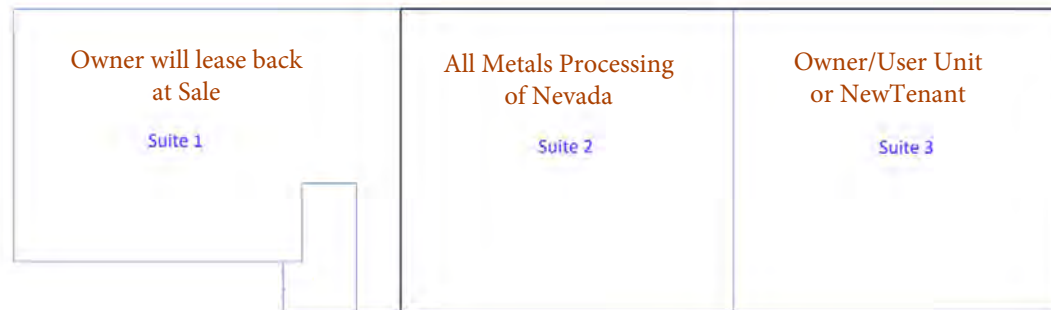 Owner will lease back
at Sale
Suite 1
All Metals Processing
of Nevada
Suite 2
Owner/User Unit
or NewTenant
Suite 3